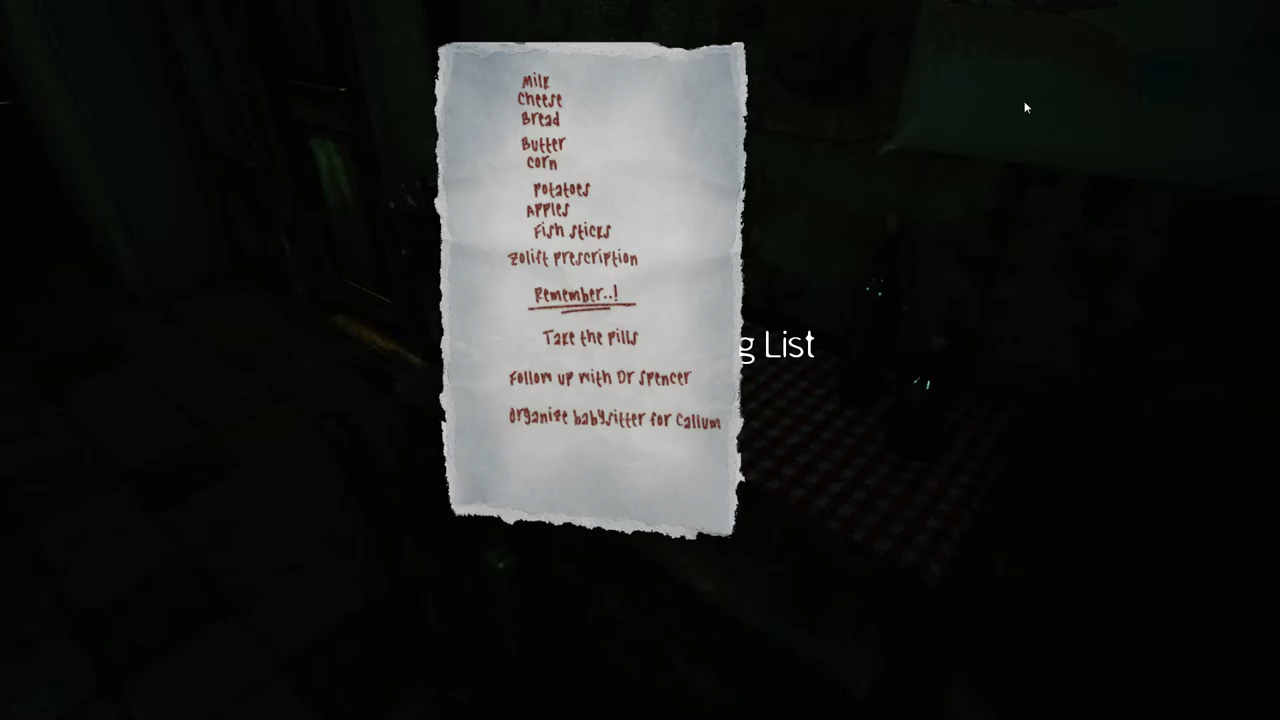 Milk
Cheese
Bread
Butter
Corn
Potatoes
Apples
Fish sticks
Zolift prescription
Remember..!
Take the pills
g List
Follow up with Dr Spencer
Organize babysitter for Callum